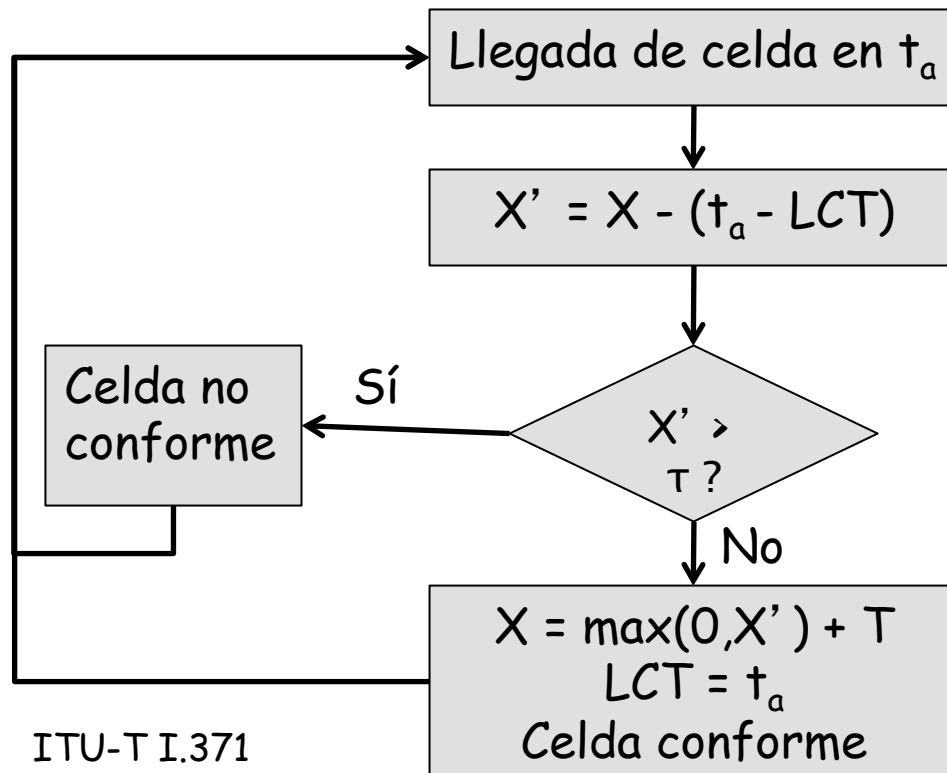 Llegada de celda en tₐ
X’ = X - (tₐ - LCT)
Celda no
conforme
Sí
X’ >
τ ?
No
X = max(0,X’ ) + T
LCT = tₐ
Celda conforme
ITU-T I.371